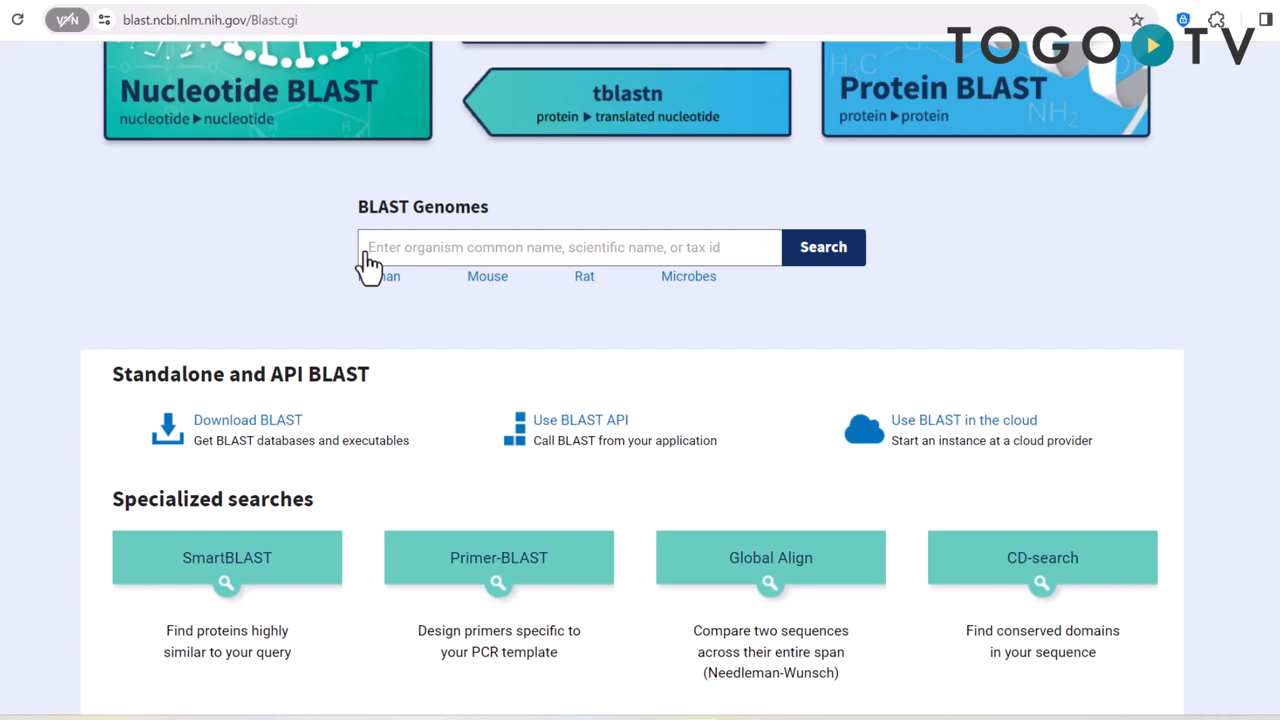 blast.ncbi.nlm.nih.gov/Blast.cgi
TOGO TV
Nucleotide BLAST
nucleotide ▶ nucleotide
tblastn
protein ▶ translated nucleotide
H₃C
Protein BLAST
protein ▶ protein
NH₂
BLAST Genomes
Enter organism common name, scientific name, or tax id
Search
Mouse
Rat
Microbes
Standalone and API BLAST
Download BLAST
Get BLAST databases and executables
Use BLAST API
Call BLAST from your application
Use BLAST in the cloud
Start an instance at a cloud provider
Specialized searches
SmartBLAST
Find proteins highly
similar to your query
Primer-BLAST
Design primers specific to
your PCR template
Global Align
Compare two sequences
across their entire span
(Needleman-Wunsch)
CD-search
Find conserved domains
in your sequence